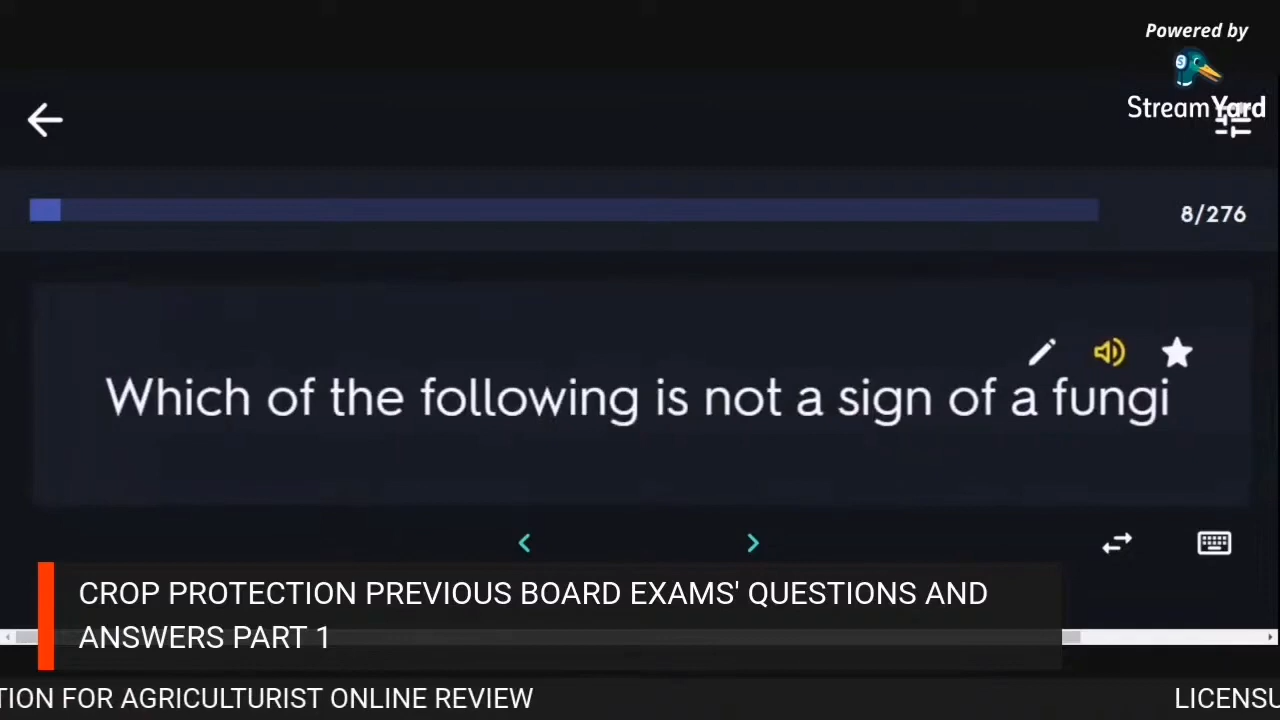 Powered by
StreamYard
8/276
Which of the following is not a sign of a fungi
CROP PROTECTION PREVIOUS BOARD EXAMS' QUESTIONS AND
ANSWERS PART 1
TION FOR AGRICULTURIST ONLINE REVIEW
LICENSU